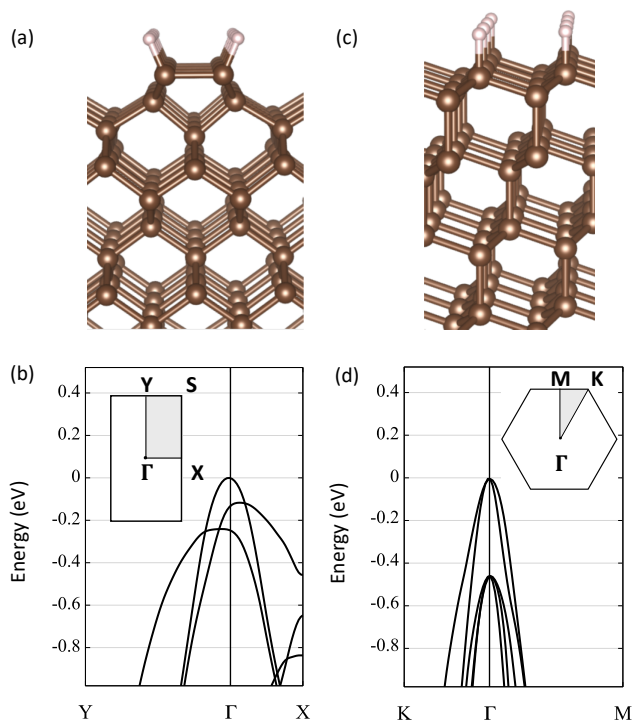 (a)
(c)
(b)
0.4
0.2
0
-0.2
-0.4
-0.6
-0.8
Energy (eV)
Y S
Γ X
Y Γ X
(d)
0.4
0.2
0
-0.2
-0.4
-0.6
-0.8
Energy (eV)
M K
Γ
K Γ M